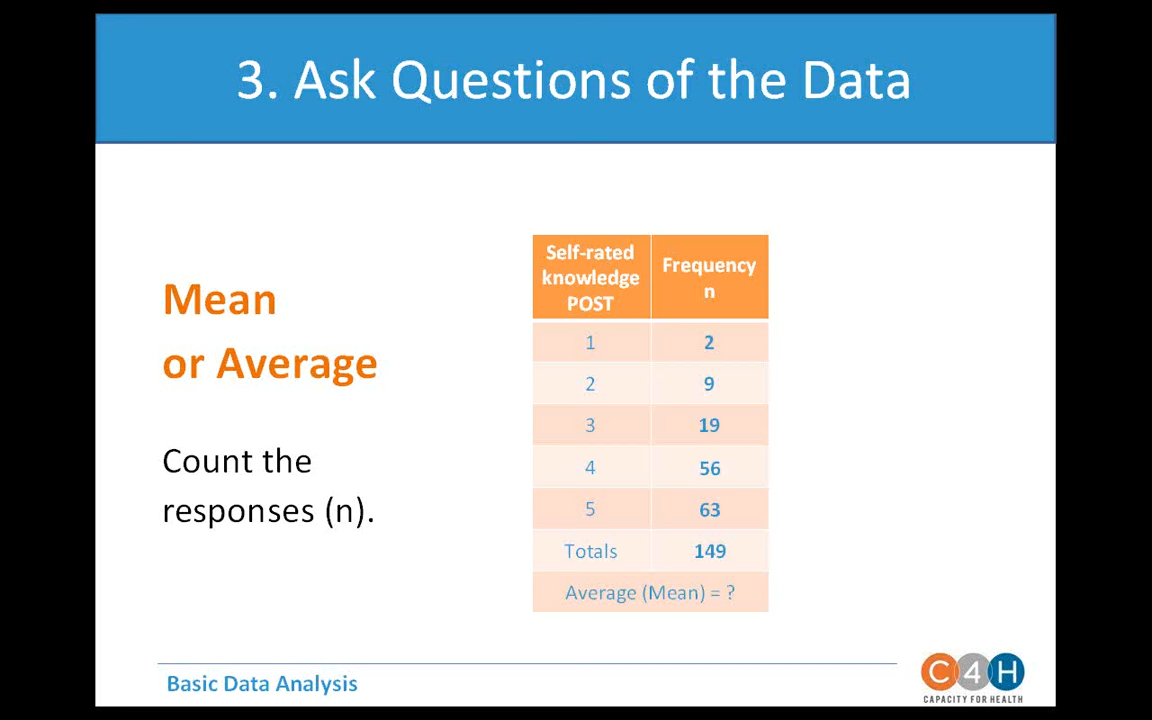 3. Ask Questions of the Data
Mean
or Average
Count the
responses (n).
Self-rated
knowledge
POST
Frequency
n
1 2
2 9
3 19
4 56
5 63
Totals 149
Average (Mean) = ?
Basic Data Analysis
C4H
CAPACITY FOR HEALTH